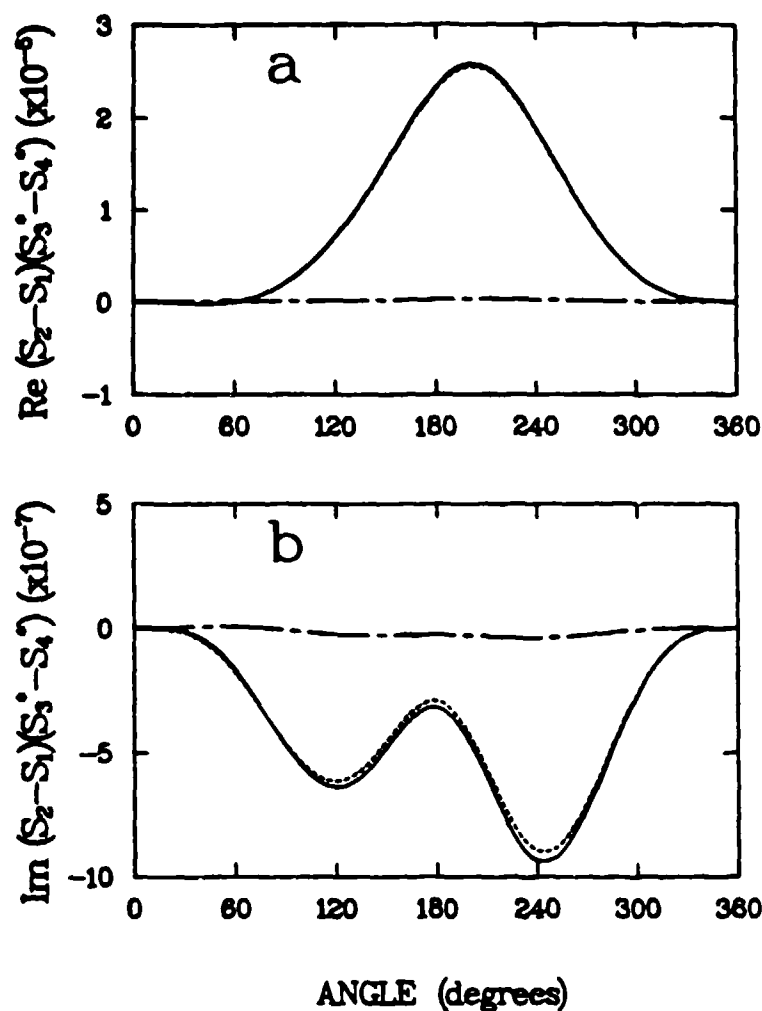 Re (S₂−S₁)(S₃*−S₄*) (x10⁻⁶)
3
2
1
0
−1
a
0 60 120 180 240 300 360
Im (S₂−S₁)(S₃*−S₄*) (x10⁻⁷)
5
0
−5
−10
b
0 60 120 180 240 300 360
ANGLE (degrees)